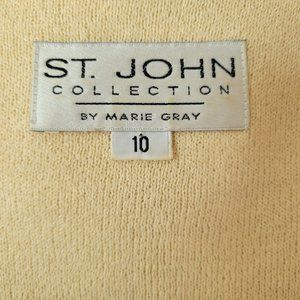 ST. JOHN
COLLECTION
BY MARIE GRAY
10